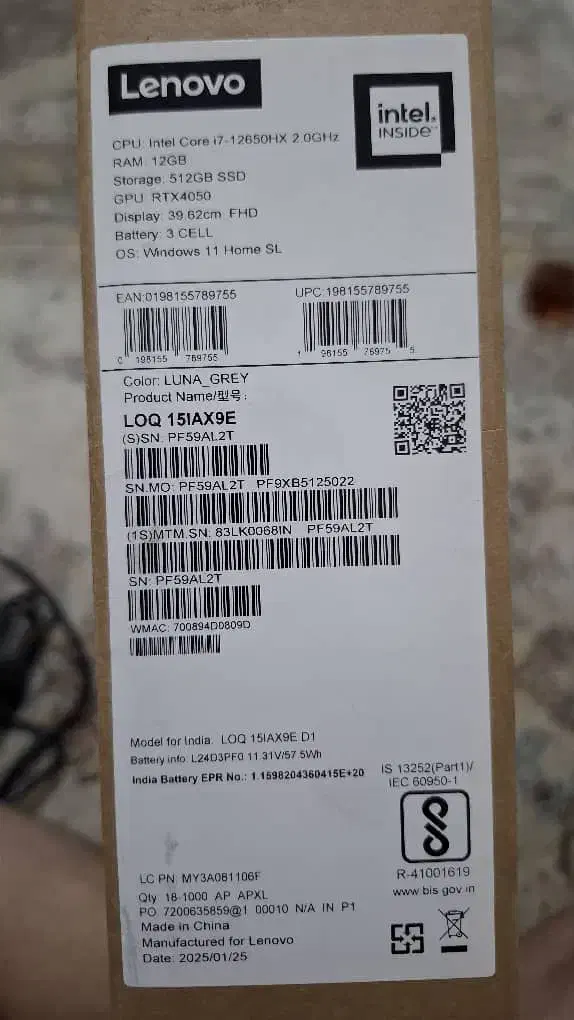 Lenovo
intel.
INSIDE™
CPU: Intel Core i7-12650HX 2.0GHz
RAM: 12GB
Storage: 512GB SSD
GPU: RTX4050
Display: 39.62cm FHD
Battery: 3 CELL
OS: Windows 11 Home SL
EAN:0198155789755
UPC:198155789755
0 198155 789755
1 98155 78975 5
Color: LUNA_GREY
Product Name/型号:
LOQ 15IAX9E
(S)SN: PF59AL2T
SN.MO: PF59AL2T PF9XB5125022
(1S)MTM.SN: 83LK0068IN PF59AL2T
SN: PF59AL2T
WMAC: 700894D0809D
Model for India: LOQ 15IAX9E D1
Battery info: L24D3PF0 11.31V/57.5Wh
India Battery EPR No.: 1.1598204360415E+20
IS 13252(Part1)/
IEC 60950-1
R-41001619
www.bis.gov.in
LC PN: MY3A081106F
Qty 18-1000 AP APXL
PO 7200635859@1 00010 N/A IN P1
Made in China
Manufactured for Lenovo
Date: 2025/01/25